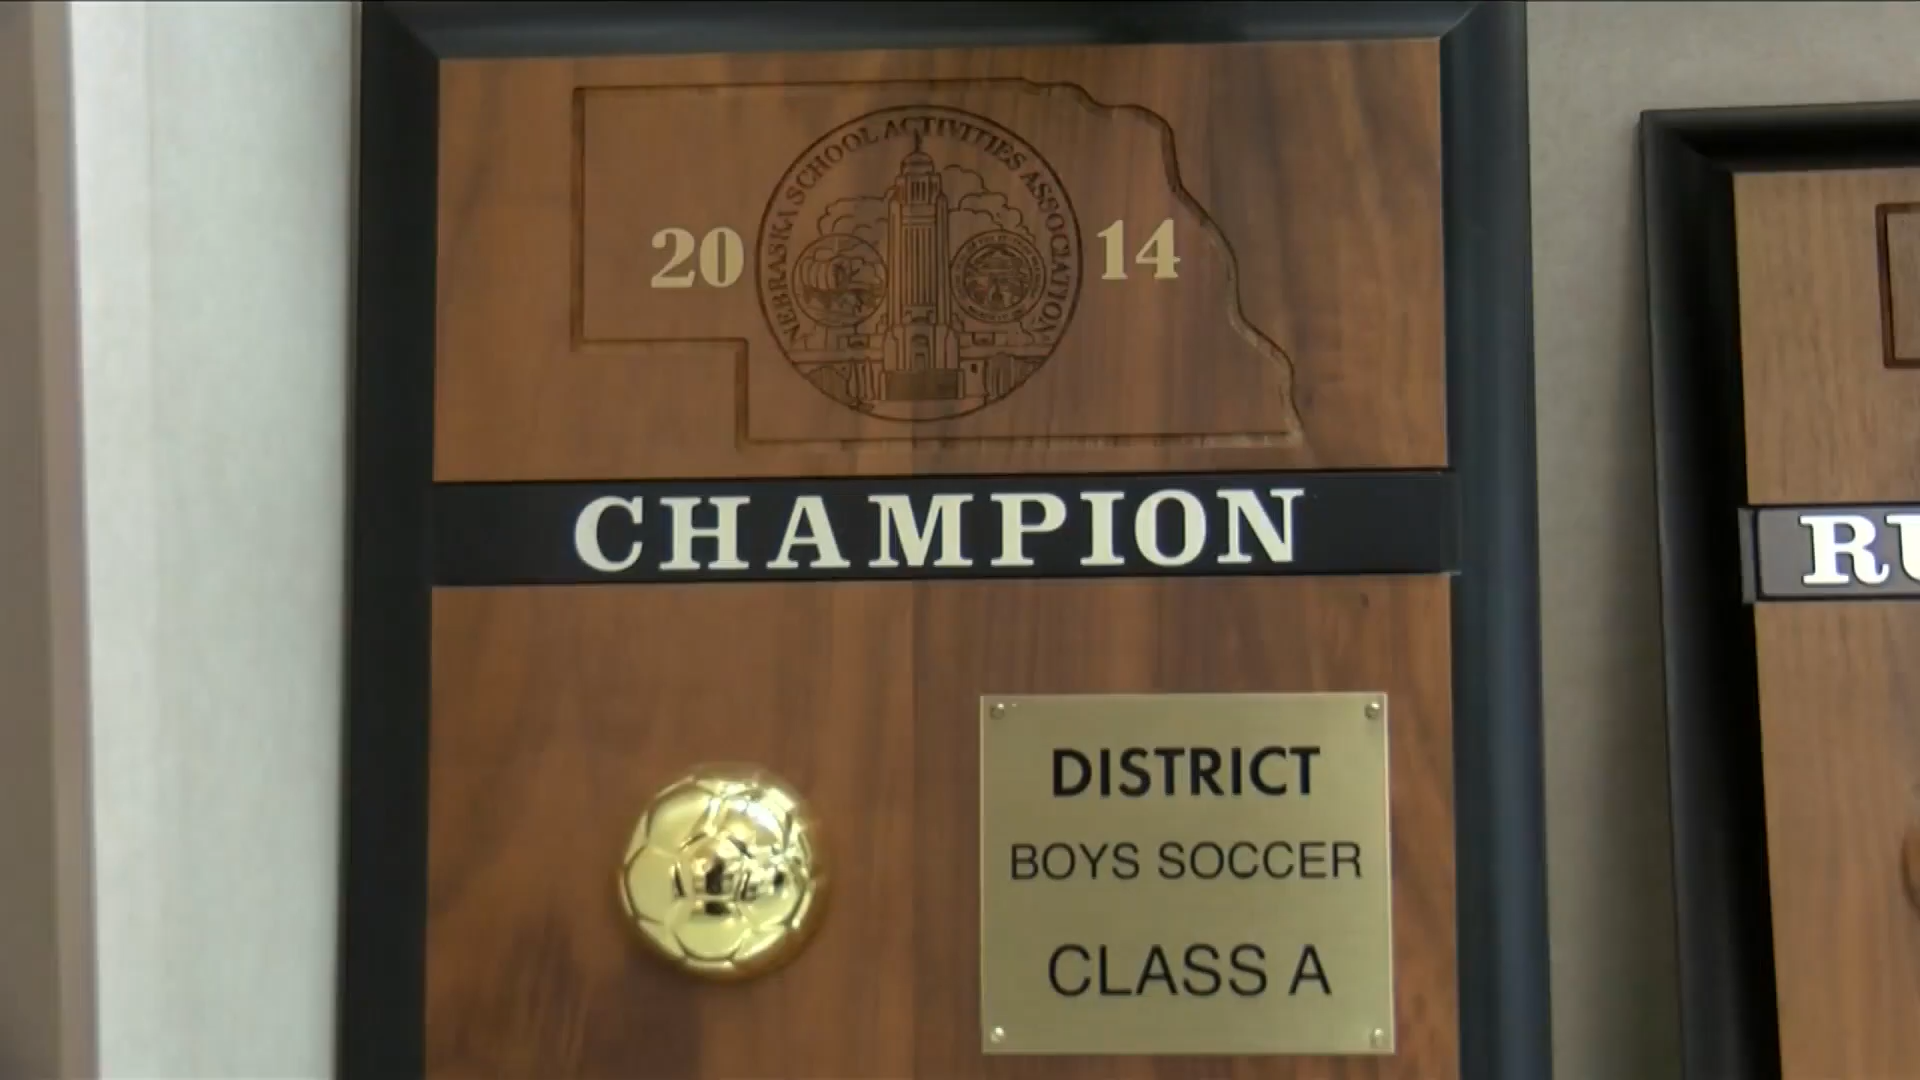 NEBRASKA SCHOOL ACTIVITIES ASSOCIATION
20 14
CHAMPION
DISTRICT
BOYS SOCCER
CLASS A
RU